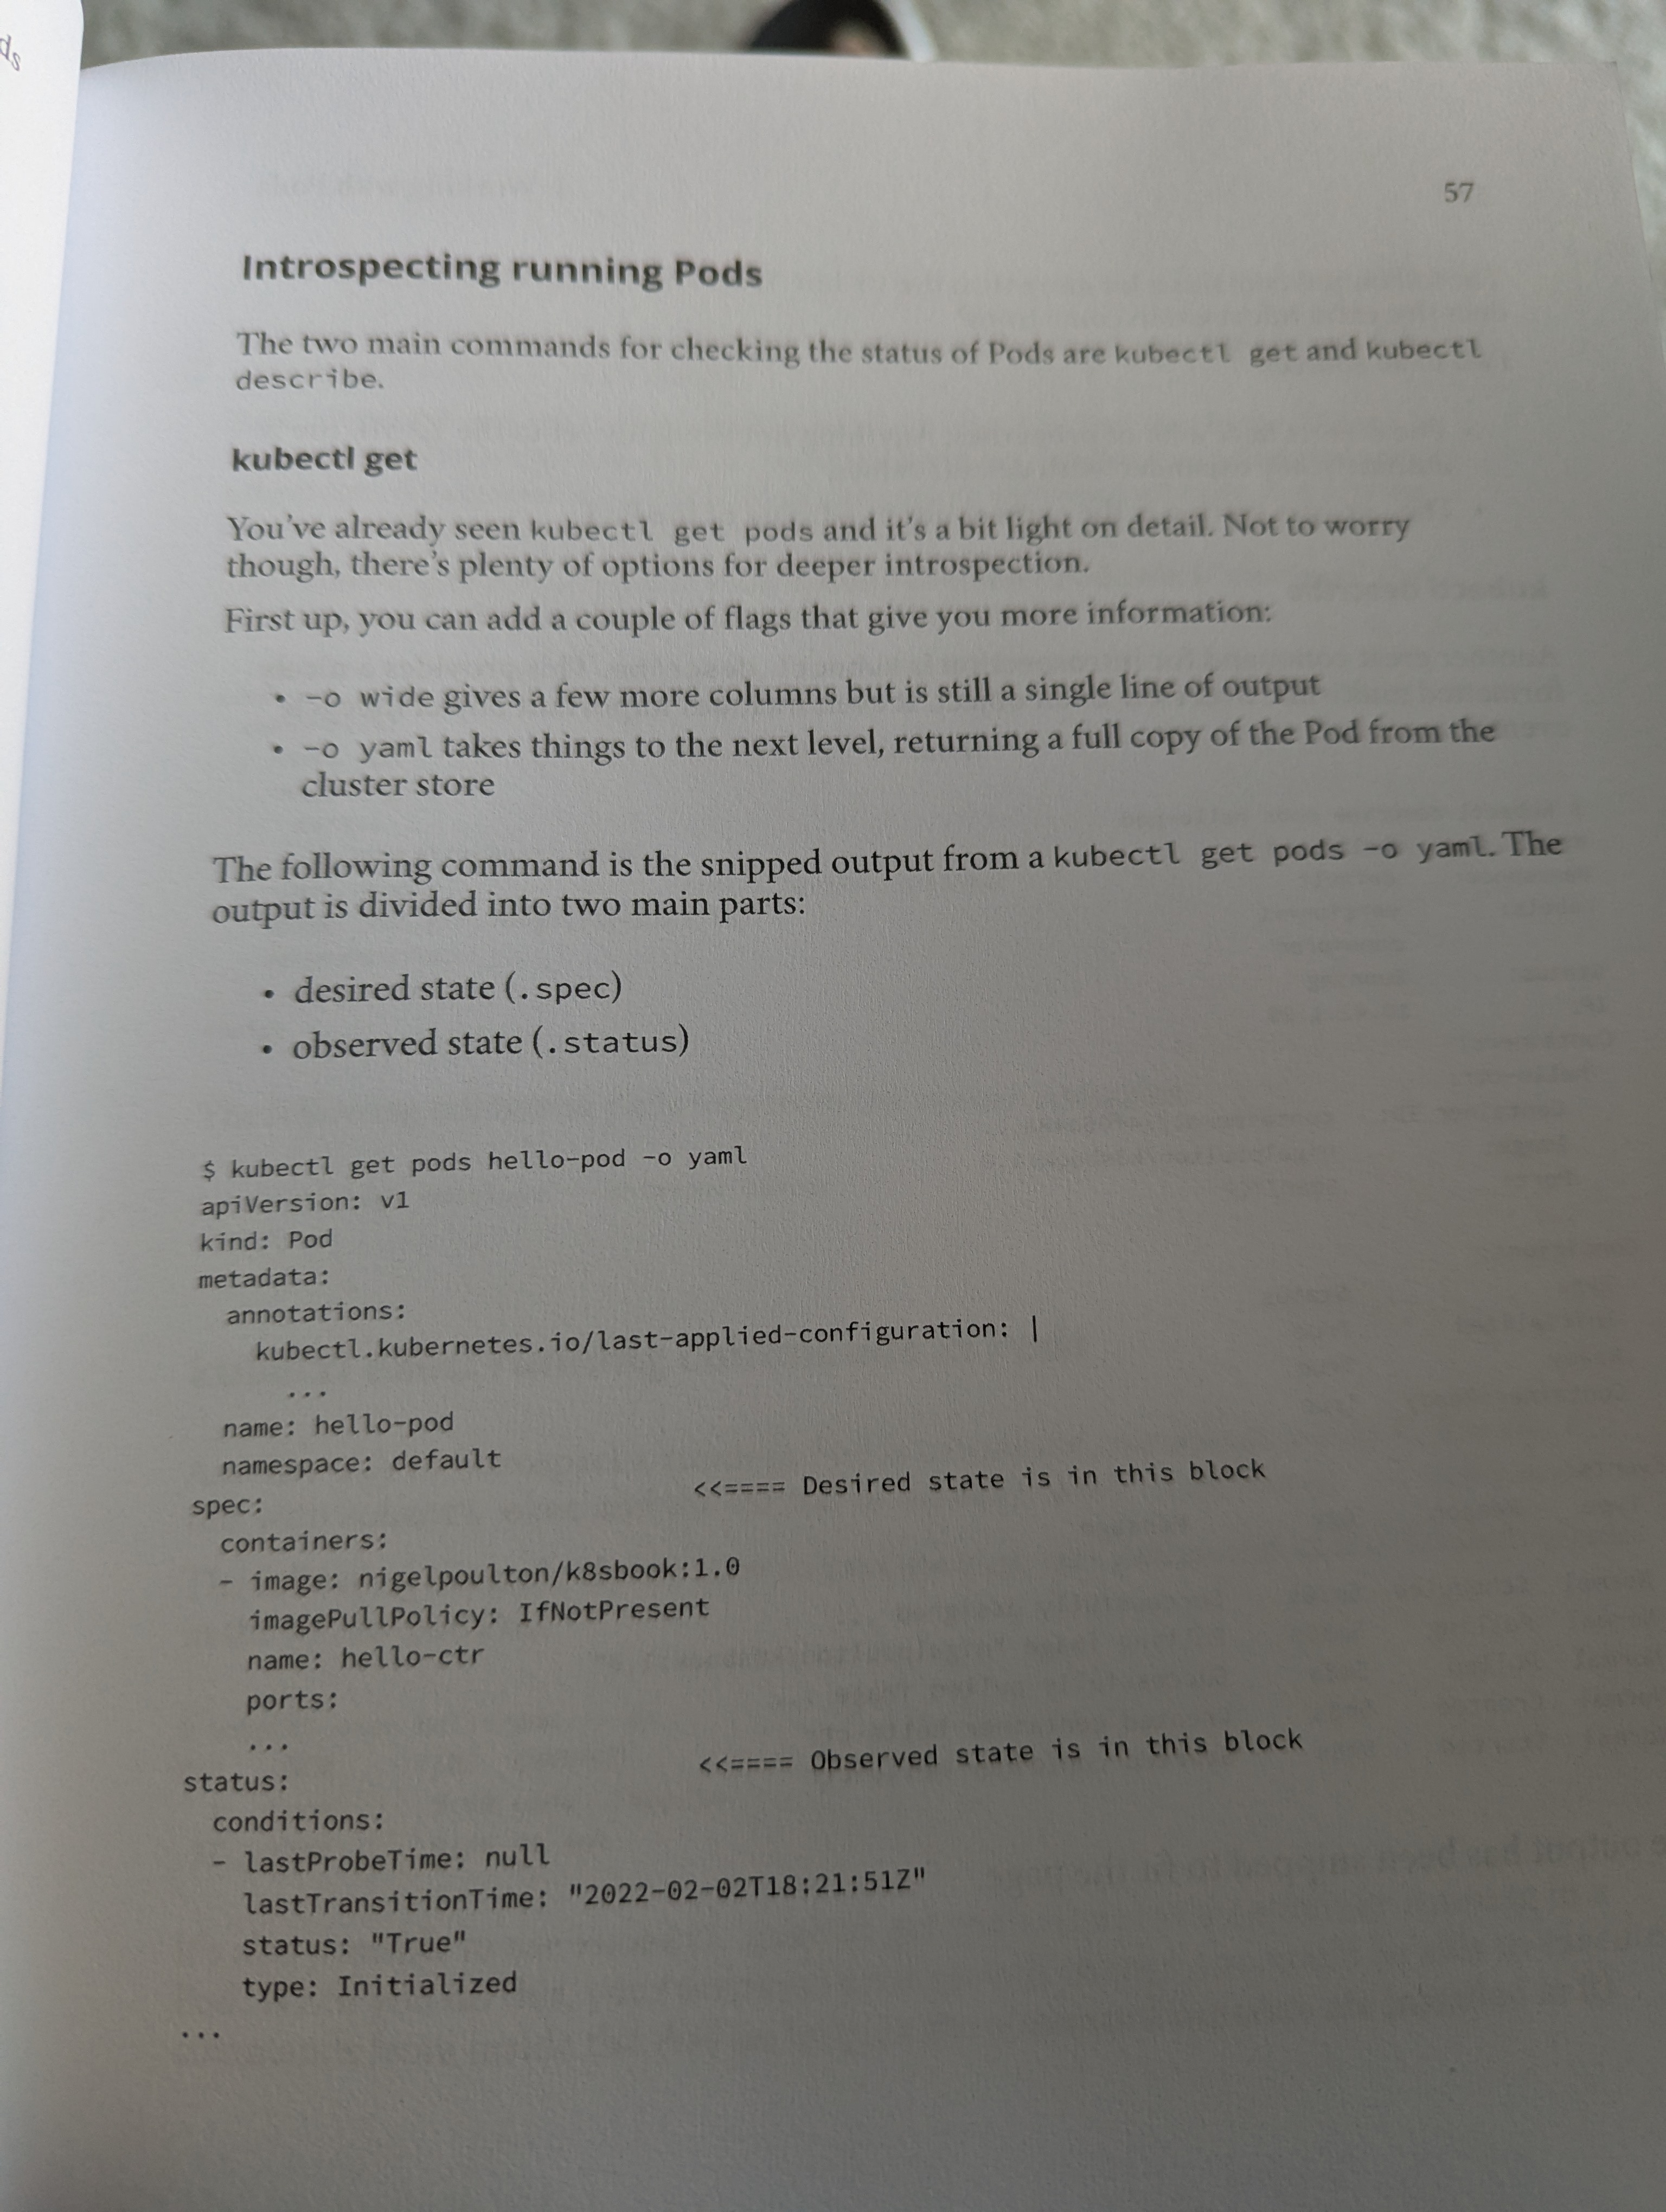 ds
57
Introspecting running Pods
The two main commands for checking the status of Pods are kubectl get and kubectl
describe.
kubectl get
You've already seen kubectl get pods and it's a bit light on detail. Not to worry
though, there's plenty of options for deeper introspection.
First up, you can add a couple of flags that give you more information:
• -o wide gives a few more columns but is still a single line of output
• -o yaml takes things to the next level, returning a full copy of the Pod from the
cluster store
The following command is the snipped output from a kubectl get pods -o yaml. The
output is divided into two main parts:
• desired state (.spec)
• observed state (.status)
$ kubectl get pods hello-pod -o yaml
apiVersion: v1
kind: Pod
metadata:
  annotations:
    kubectl.kubernetes.io/last-applied-configuration: |
      ...
  name: hello-pod
  namespace: default
spec:                                <<==== Desired state is in this block
  containers:
  - image: nigelpoulton/k8sbook:1.0
    imagePullPolicy: IfNotPresent
    name: hello-ctr
    ports:
    ...
status:                              <<==== Observed state is in this block
  conditions:
  - lastProbeTime: null
    lastTransitionTime: "2022-02-02T18:21:51Z"
    status: "True"
    type: Initialized
...